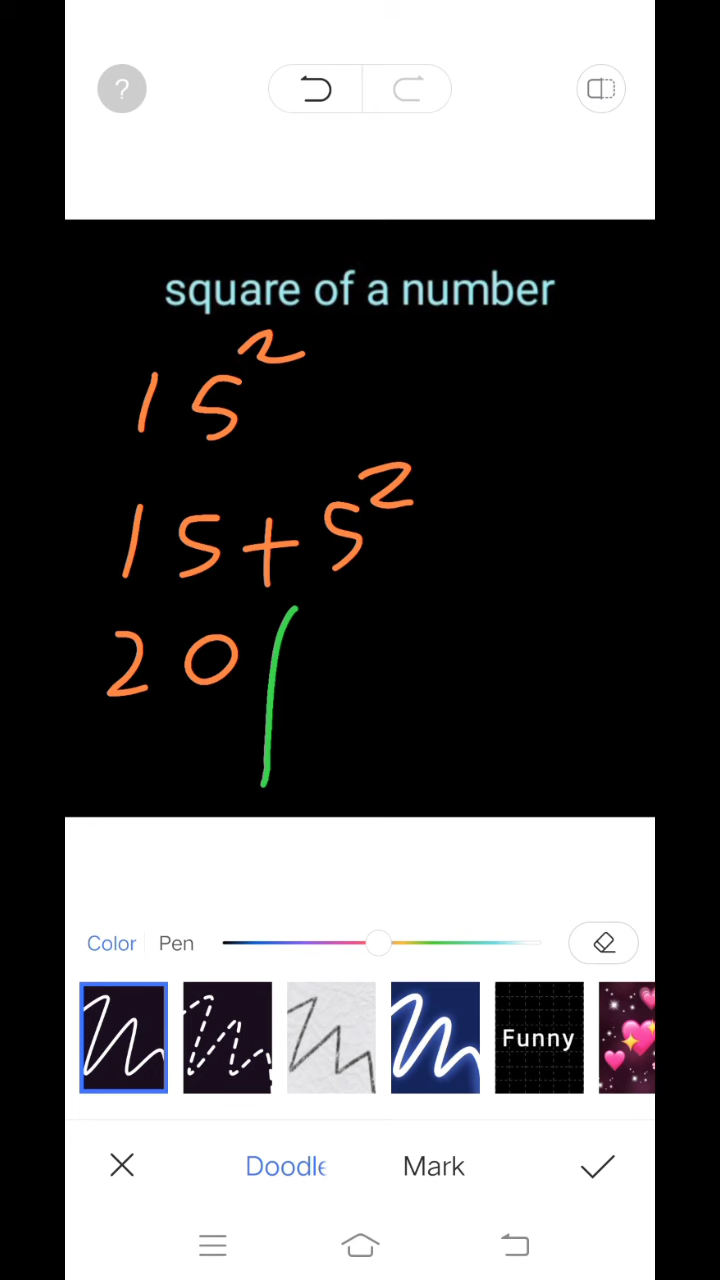 ?
square of a number
15²
15+5²
20
Color Pen
Funny
Doodle Mark